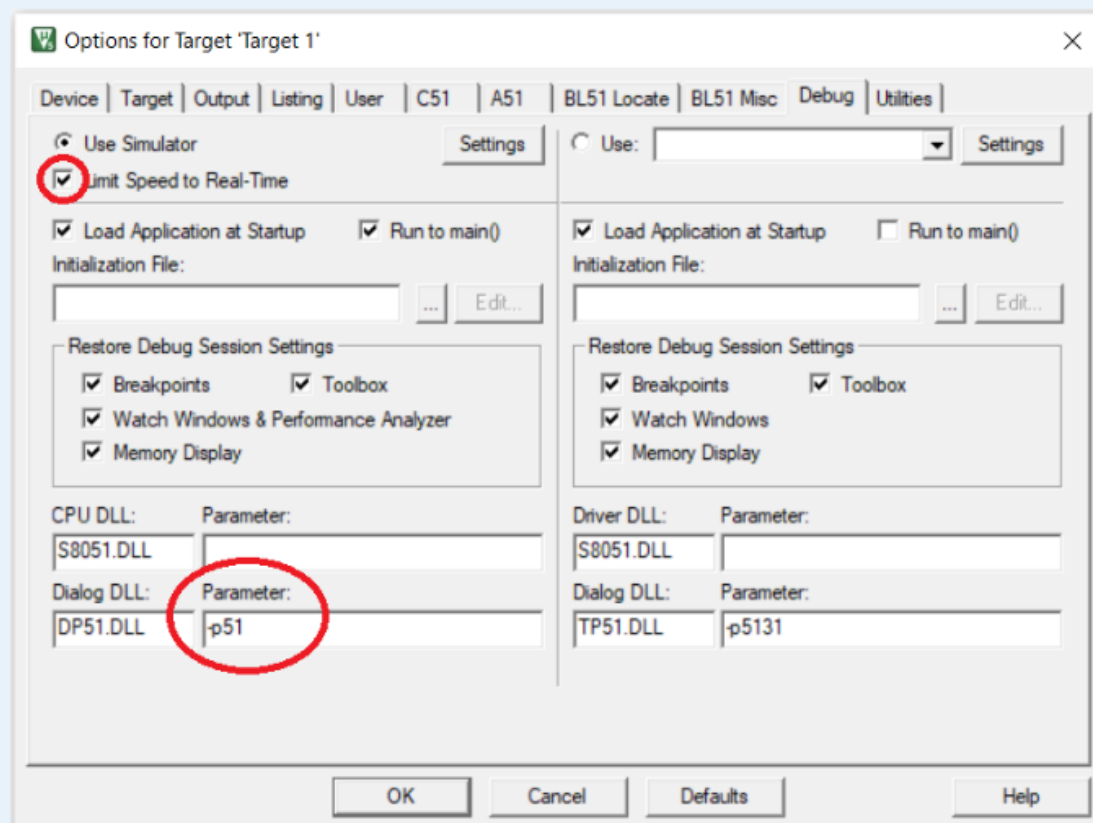 Options for Target 'Target 1'
Device Target Output Listing User C51 A51 BL51 Locate BL51 Misc Debug Utilities
Use Simulator Settings Use: Settings
Limit Speed to Real-Time
Load Application at Startup Run to main() Load Application at Startup Run to main()
Initialization File: Initialization File:
... Edit... ... Edit...
Restore Debug Session Settings Restore Debug Session Settings
Breakpoints Toolbox Breakpoints Toolbox
Watch Windows & Performance Analyzer Watch Windows
Memory Display Memory Display
CPU DLL: Parameter: Driver DLL: Parameter:
S8051.DLL S8051.DLL
Dialog DLL: Parameter: Dialog DLL: Parameter:
DP51.DLL -p51 TP51.DLL -p5131
OK Cancel Defaults Help